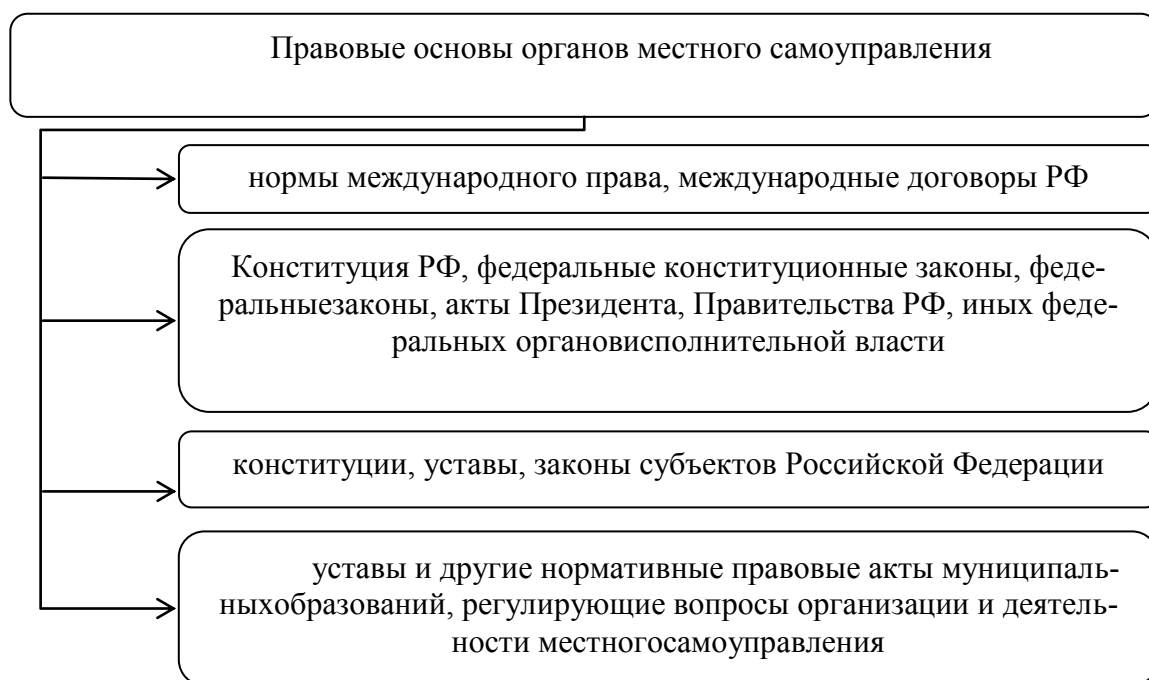 Правовые основы органов местного самоуправления
нормы международного права, международные договоры РФ
Конституция РФ, федеральные конституционные законы, феде-
ральныезаконы, акты Президента, Правительства РФ, иных феде-
ральных органовисполнительной власти
конституции, уставы, законы субъектов Российской Федерации
уставы и другие нормативные правовые акты муниципаль-
ныхобразований, регулирующие вопросы организации и деятель-
ности местногосамоуправления